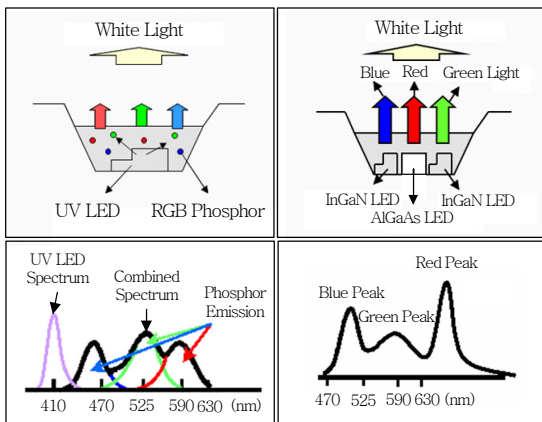 White Light
UV LED
RGB Phosphor
White Light
Blue
Red
Green Light
InGaN LED
InGaN LED
AlGaAs LED
UV LED
Spectrum
Combined
Spectrum
Phosphor
Emission
410 470 525 590 630 (nm)
Red Peak
Blue Peak
Green Peak
470 525 590 630 (nm)